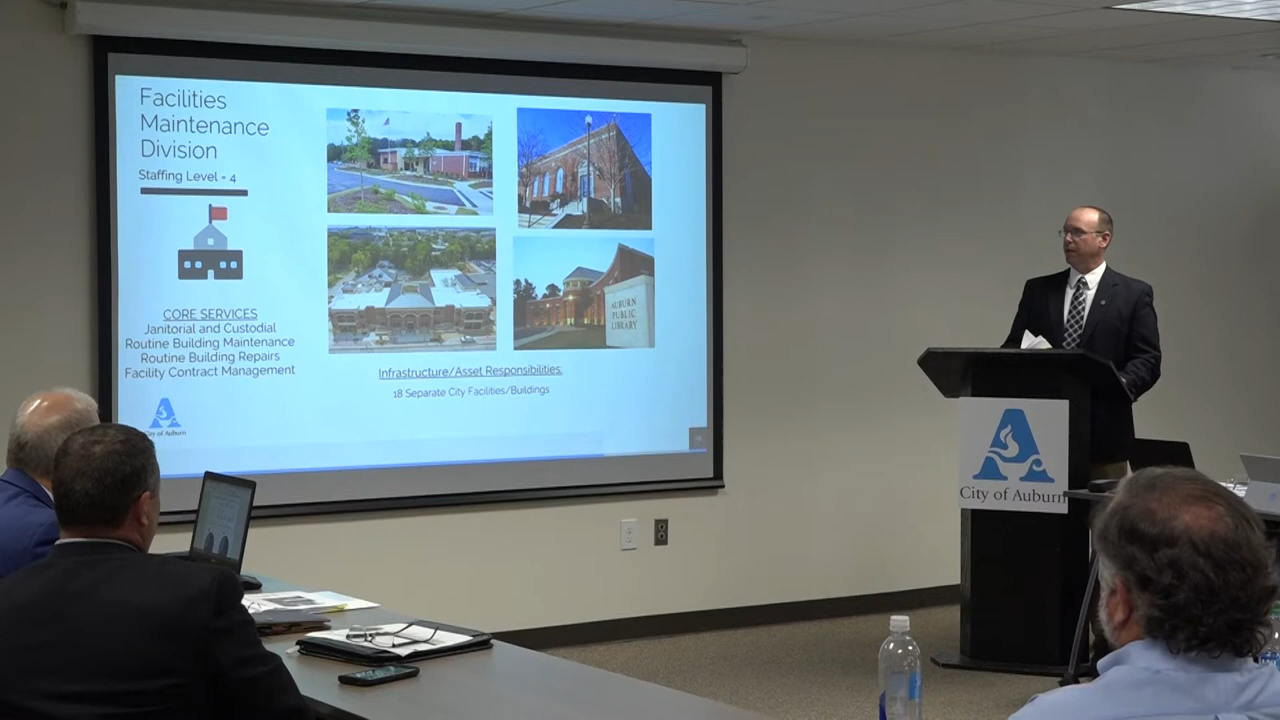 Facilities
Maintenance
Division
Staffing Level - 4
CORE SERVICES
Janitorial and Custodial
Routine Building Maintenance
Routine Building Repairs
Facility Contract Management
City of Auburn
AUBURN
PUBLIC
LIBRARY
Infrastructure/Asset Responsibilities:
18 Separate City Facilities/Buildings
City of Auburn